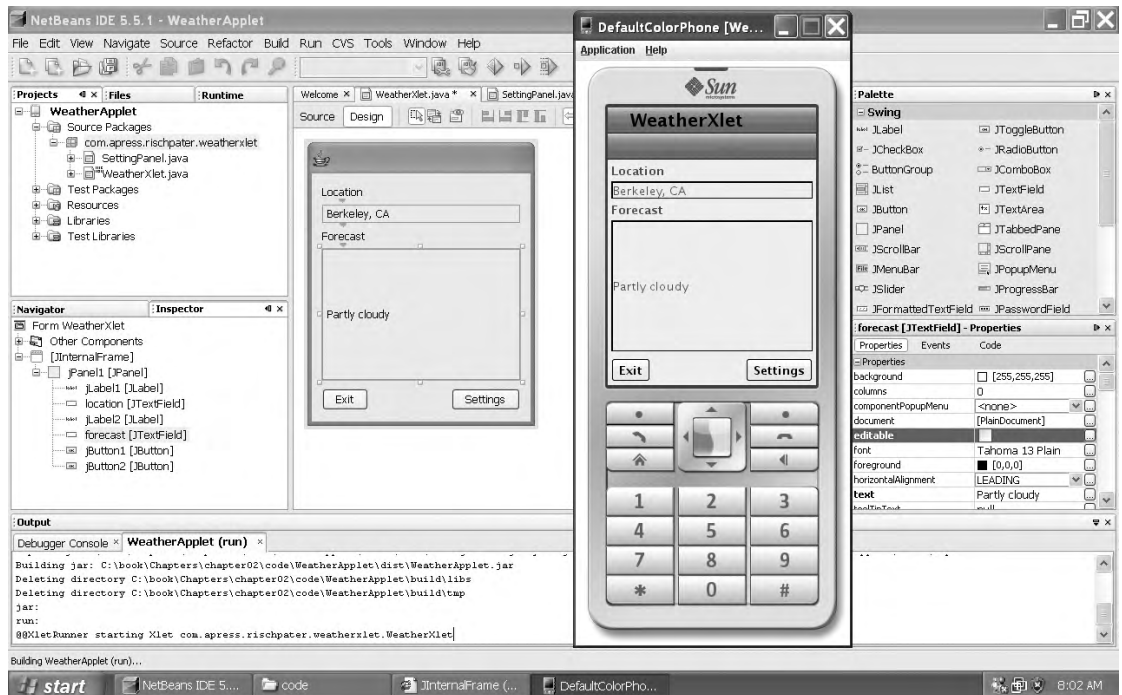 NetBeans IDE 5.5.1 - WeatherApplet
File Edit View Navigate Source Refactor Build Run CVS Tools Window Help
Projects Files Runtime
WeatherApplet
Source Packages
com.apress.rischpater.weatherxlet
SettingPanel.java
WeatherXlet.java
Test Packages
Resources
Libraries
Test Libraries
Navigator Inspector
Form WeatherXlet
Other Components
[JInternalFrame]
jPanel1 [JPanel]
jLabel1 [JLabel]
location [JTextField]
jLabel2 [JLabel]
forecast [JTextField]
jButton1 [JButton]
jButton2 [JButton]
Welcome WeatherXlet.java * SettingPanel.java
Source Design
Location
Berkeley, CA
Forecast
Partly cloudy
Exit Settings
DefaultColorPhone [We...
Application Help
Sun
microsystems
WeatherXlet
Location
Berkeley, CA
Forecast
Partly cloudy
Exit Settings
1 2 3
4 5 6
7 8 9
* 0 #
Palette
Swing
JLabel JToggleButton
JCheckBox JRadioButton
ButtonGroup JComboBox
JList JTextField
JButton JTextArea
JPanel JTabbedPane
JScrollBar JScrollPane
JMenuBar JPopupMenu
JSlider JProgressBar
JFormattedTextField JPasswordField
forecast [JTextField] - Properties
Properties Events Code
Properties
background [255,255,255]
columns 0
componentPopupMenu <none>
document [PlainDocument]
editable
font Tahoma 13 Plain
foreground [0,0,0]
horizontalAlignment LEADING
text Partly cloudy
Output
Debugger Console WeatherApplet (run)
Building jar: C:\book\Chapters\chapter02\code\WeatherApplet\dist\WeatherApplet.jar
Deleting directory C:\book\Chapters\chapter02\code\WeatherApplet\build\libs
Deleting directory C:\book\Chapters\chapter02\code\WeatherApplet\build\tmp
jar:
run:
@@XletRunner starting Xlet com.apress.rischpater.weatherxlet.WeatherXlet
Building WeatherApplet (run)...
start NetBeans IDE 5.... code JInternalFrame (... DefaultColorPho... 8:02 AM